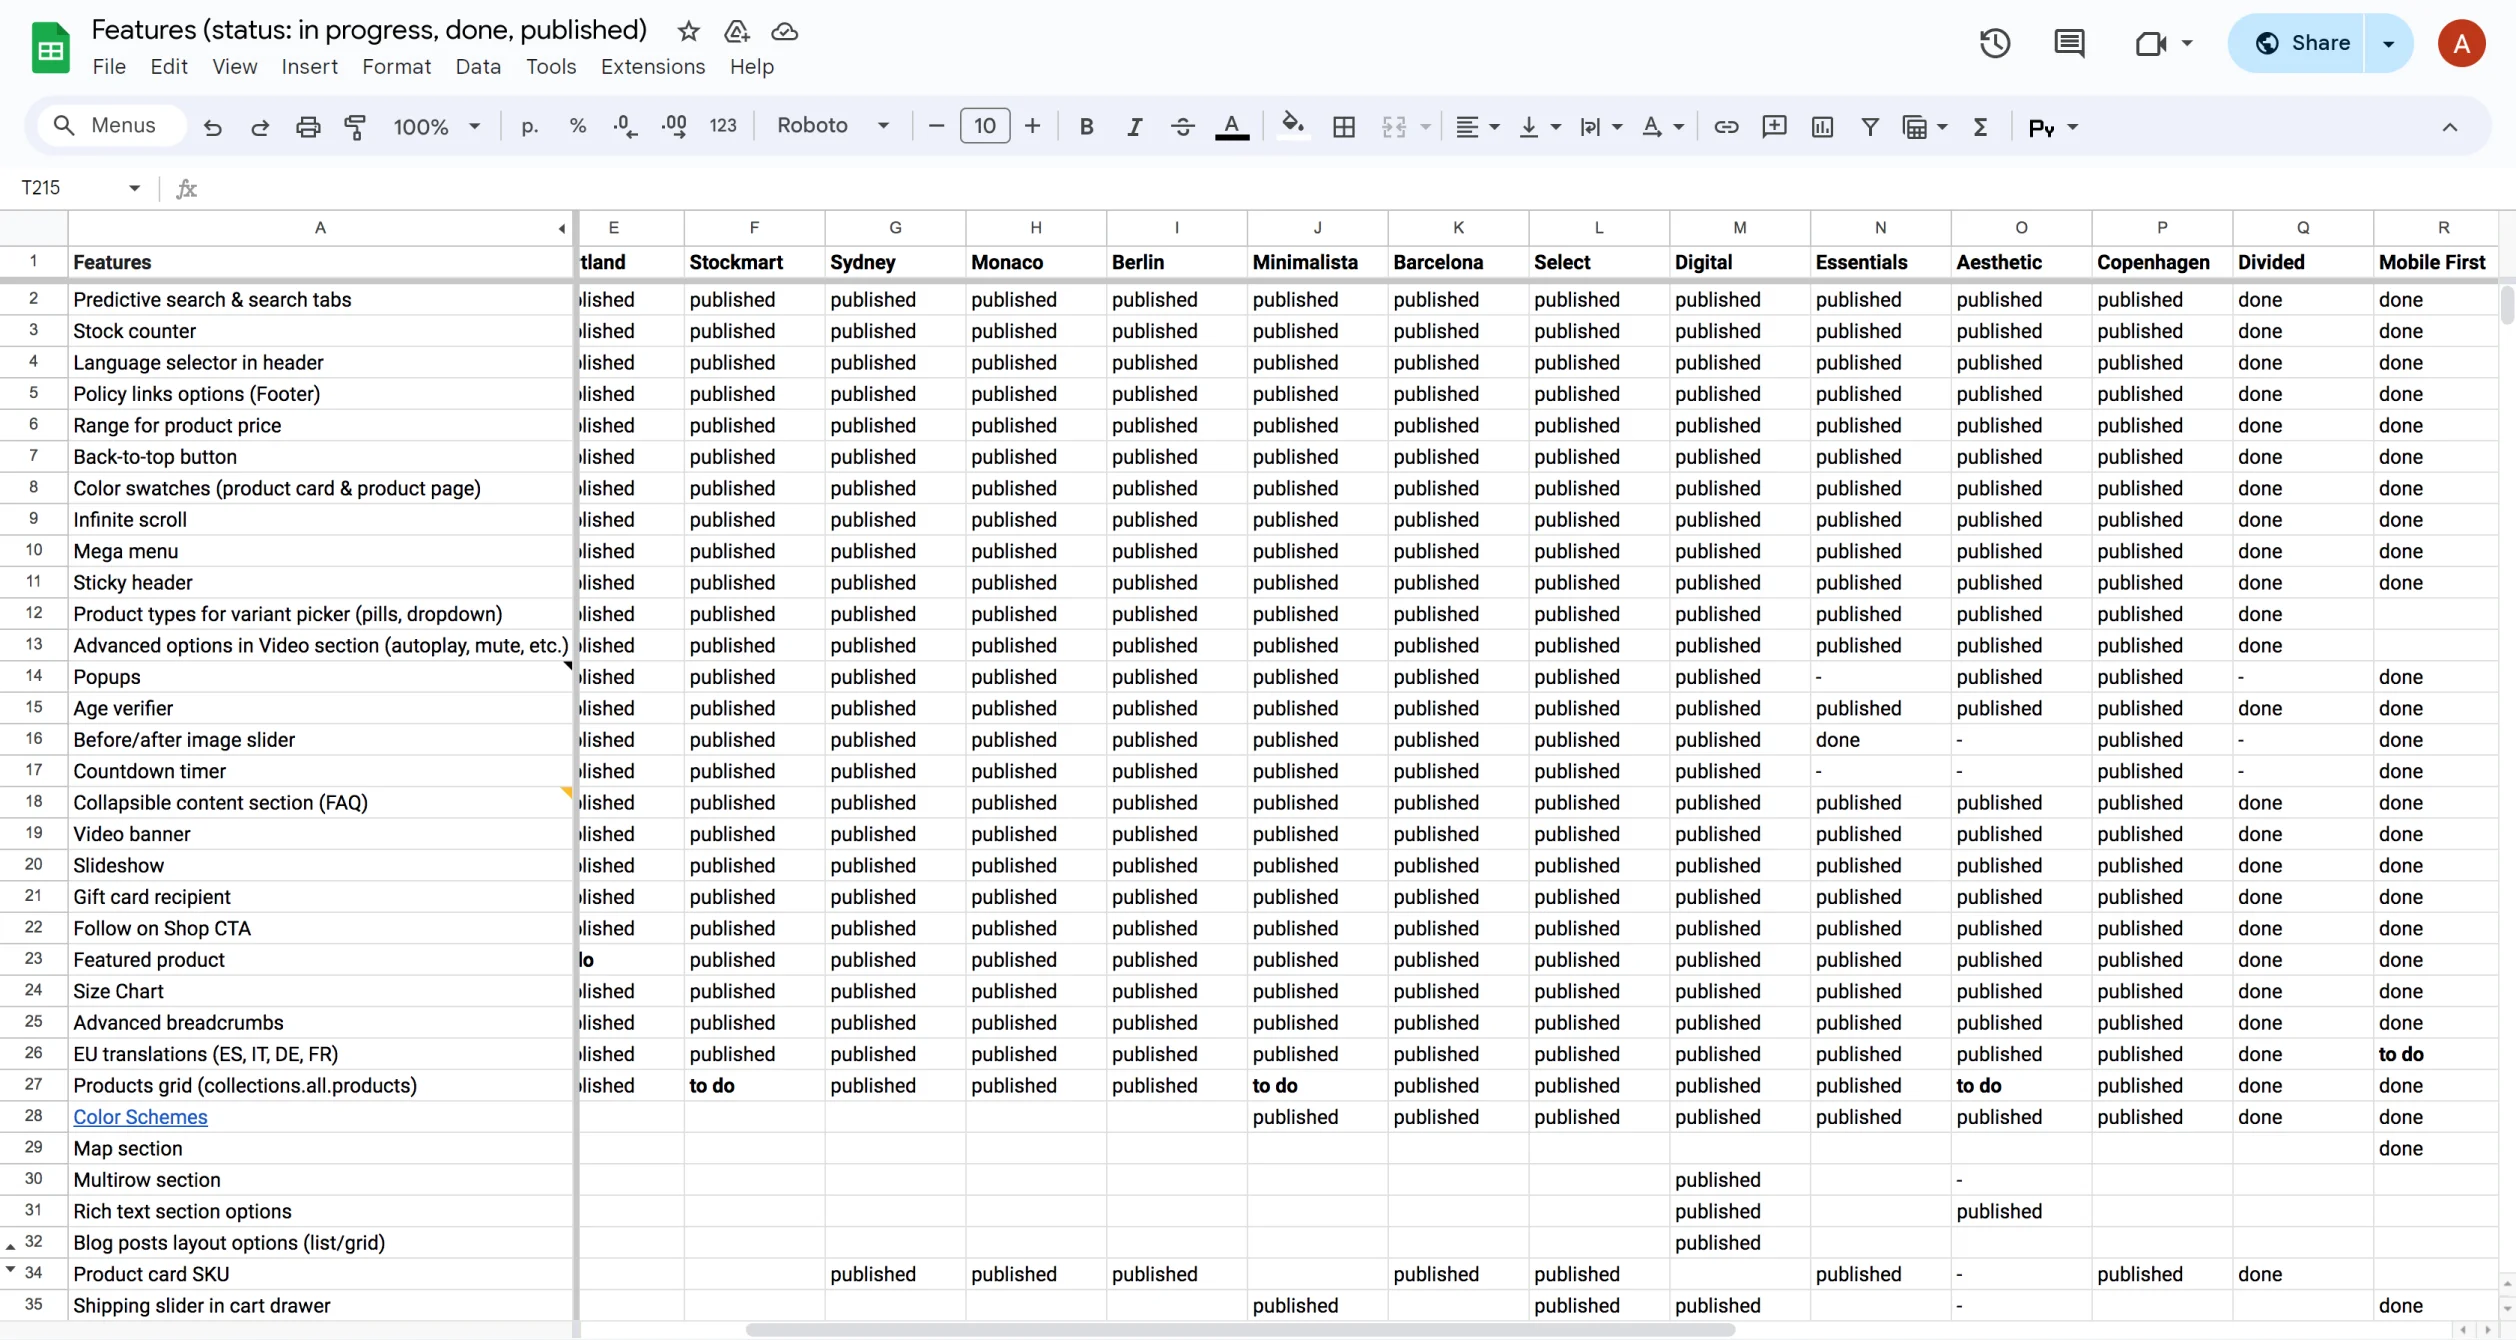 Features (status: in progress, done, published)
File Edit View Insert Format Data Tools Extensions Help
Share A
Menus 100% p. % .0 .00 123 Roboto 10 B I A Σ Py
T215 fx
A E F G H I J K L M N O P Q R
1 Features tland Stockmart Sydney Monaco Berlin Minimalista Barcelona Select Digital Essentials Aesthetic Copenhagen Divided Mobile First
2 Predictive search & search tabs lished published published published published published published published published published published published done done
3 Stock counter lished published published published published published published published published published published published done done
4 Language selector in header lished published published published published published published published published published published published done done
5 Policy links options (Footer) lished published published published published published published published published published published published done done
6 Range for product price lished published published published published published published published published published published published done done
7 Back-to-top button lished published published published published published published published published published published published done done
8 Color swatches (product card & product page) lished published published published published published published published published published published published done done
9 Infinite scroll lished published published published published published published published published published published published done done
10 Mega menu lished published published published published published published published published published published published done done
11 Sticky header lished published published published published published published published published published published published done done
12 Product types for variant picker (pills, dropdown) lished published published published published published published published published published published published done
13 Advanced options in Video section (autoplay, mute, etc.) lished published published published published published published published published published published published done
14 Popups lished published published published published published published published published - published published - done
15 Age verifier lished published published published published published published published published published published published done done
16 Before/after image slider lished published published published published published published published published done - published - done
17 Countdown timer lished published published published published published published published published - - published - done
18 Collapsible content section (FAQ) lished published published published published published published published published published published published done done
19 Video banner lished published published published published published published published published published published published done done
20 Slideshow lished published published published published published published published published published published published done done
21 Gift card recipient lished published published published published published published published published published published published done done
22 Follow on Shop CTA lished published published published published published published published published published published published done done
23 Featured product lo published published published published published published published published published published published done done
24 Size Chart lished published published published published published published published published published published published done done
25 Advanced breadcrumbs lished published published published published published published published published published published published done done
26 EU translations (ES, IT, DE, FR) lished published published published published published published published published published published published done to do
27 Products grid (collections.all.products) lished to do published published published to do published published published published to do published done done
28 Color Schemes published published published published published published published done done
29 Map section done
30 Multirow section published -
31 Rich text section options published published
32 Blog posts layout options (list/grid) published
34 Product card SKU published published published published published published - published done
35 Shipping slider in cart drawer published published published - done